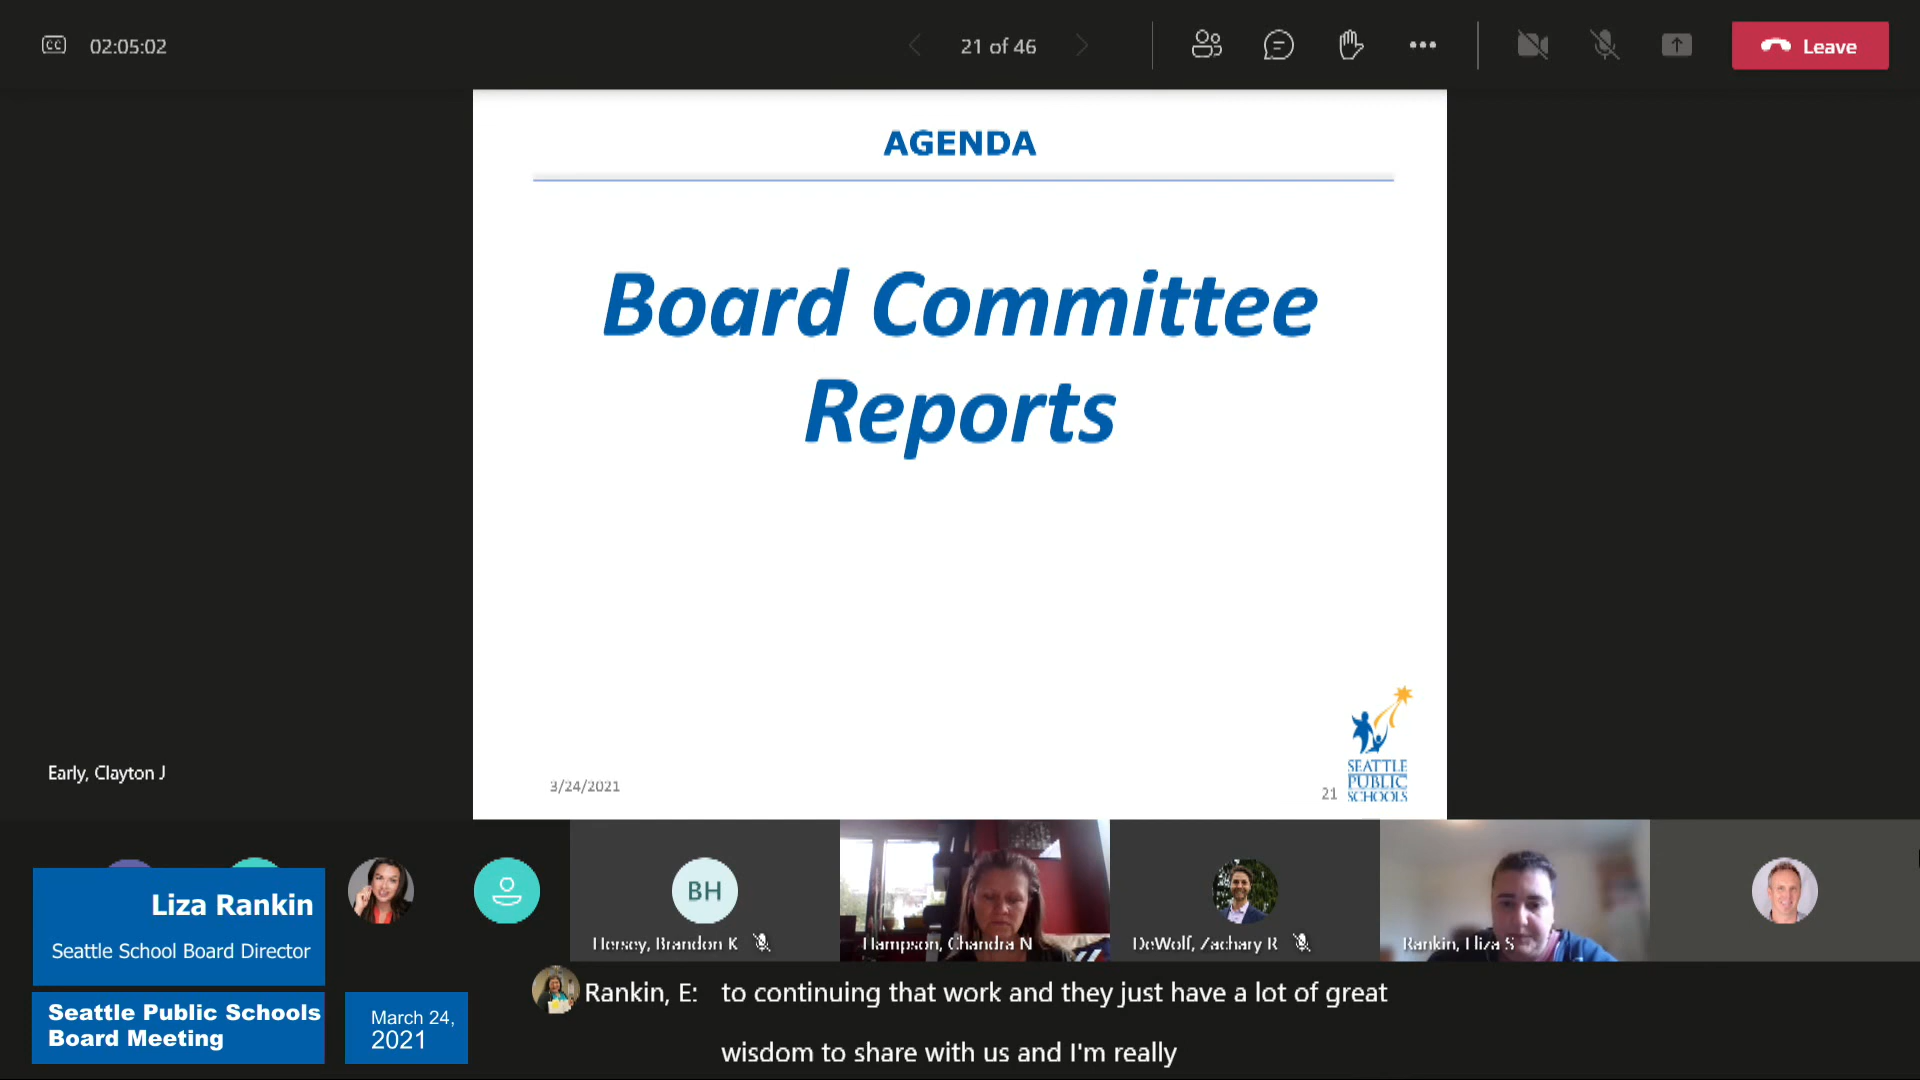 CC 02:05:02
21 of 46
Leave
AGENDA
Board Committee
Reports
Early, Clayton J
3/24/2021
21
SEATTLE
PUBLIC
SCHOOLS
BH
Hersey, Brandon K
Hampson, Chandra N
DeWolf, Zachary R
Rankin, Eliza S
Liza Rankin
Seattle School Board Director
Seattle Public Schools
Board Meeting
March 24,
2021
Rankin, E: to continuing that work and they just have a lot of great
wisdom to share with us and I'm really